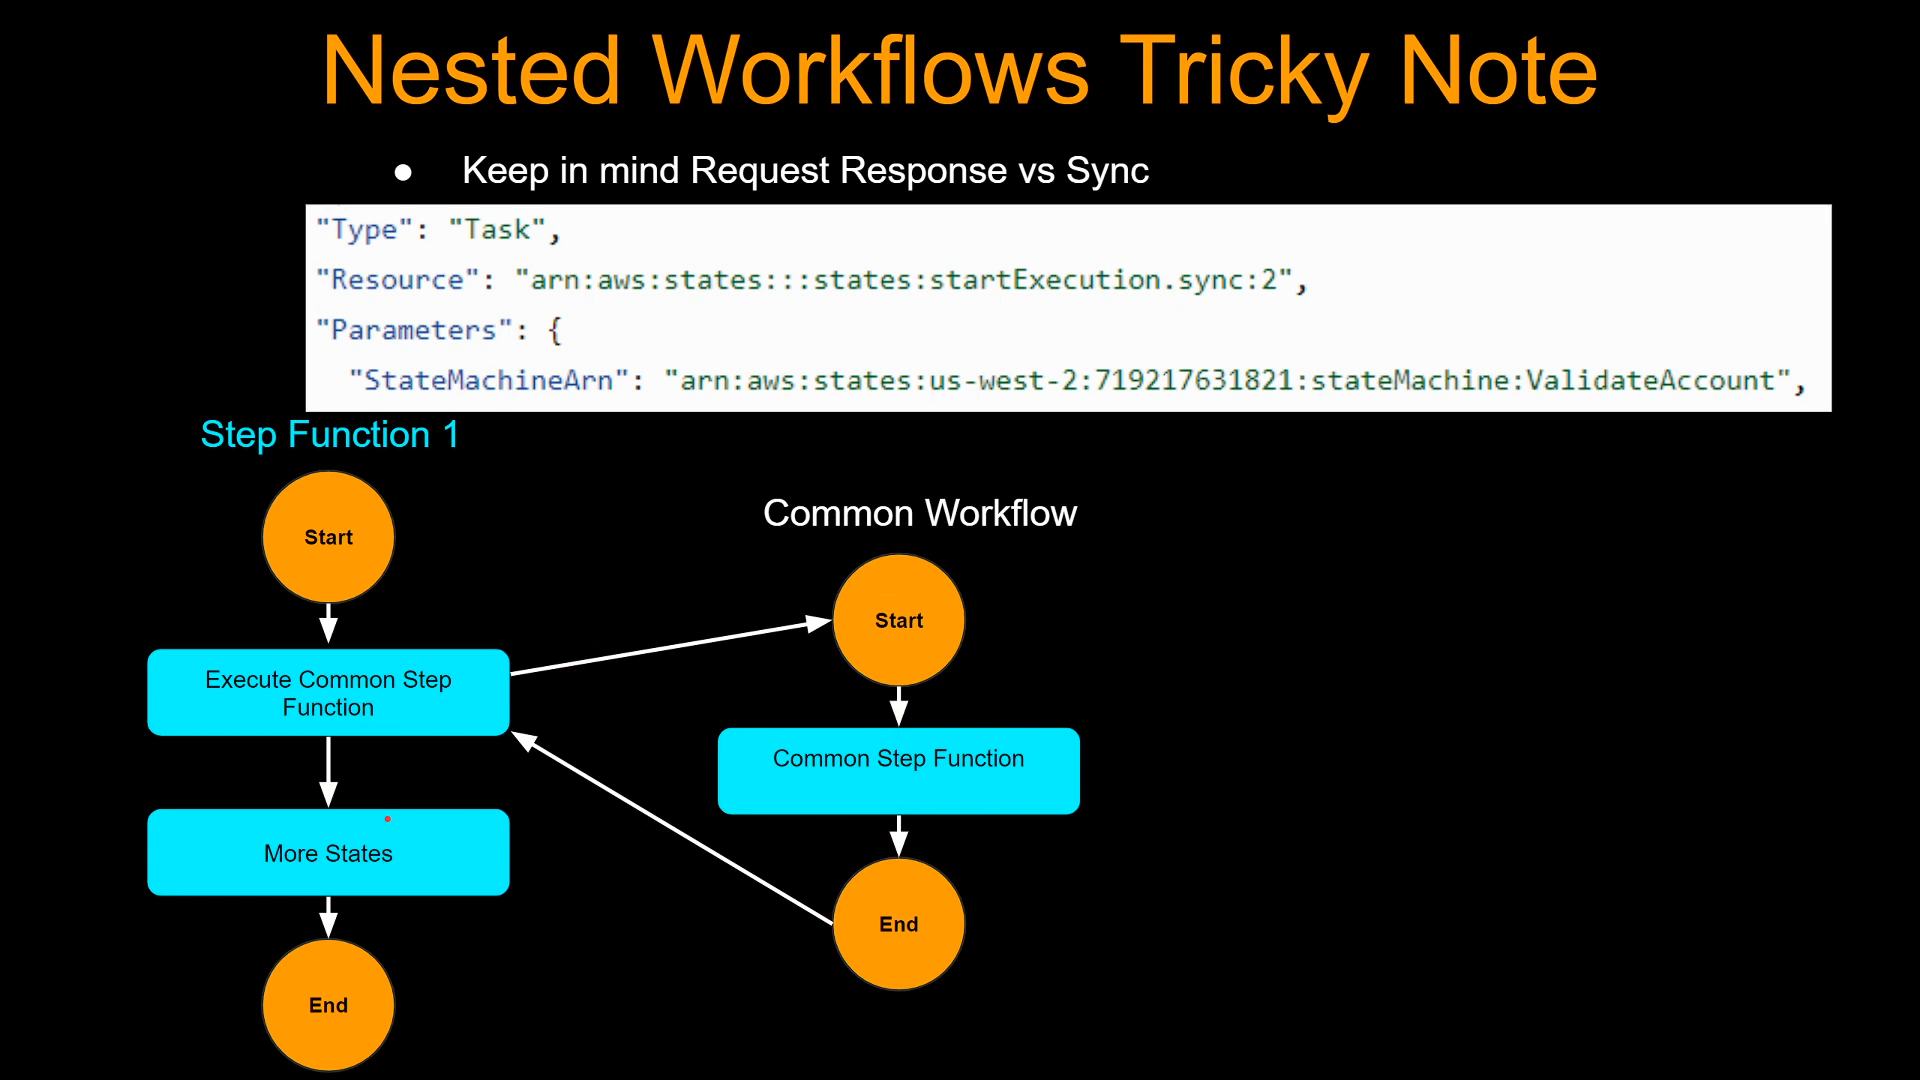 Nested Workflows Tricky Note
● Keep in mind Request Response vs Sync
"Type": "Task",
"Resource": "arn:aws:states:::states:startExecution.sync:2",
"Parameters": {
"StateMachineArn": "arn:aws:states:us-west-2:719217631821:stateMachine:ValidateAccount",
Step Function 1
Start
Execute Common Step
Function
More States
End
Common Workflow
Start
Common Step Function
End